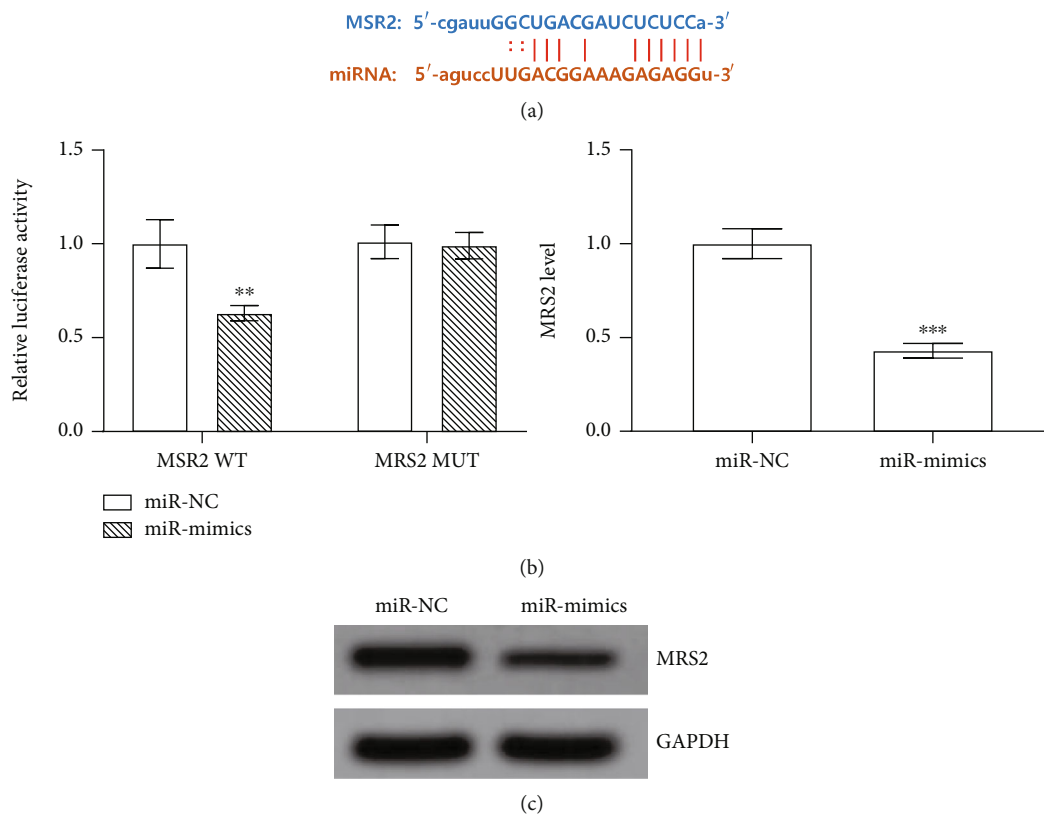 MSR2: 5′-cgauuGGCUGACGAUCUCUCCa-3′
miRNA: 5′-aguccUUGACGGAAAGAGAGGu-3′
(a)
Relative luciferase activity
1.5
1.0
0.5
0.0
**
MSR2 WT
MRS2 MUT
miR-NC
miR-mimics
MRS2 level
1.5
1.0
0.5
0.0
***
miR-NC
miR-mimics
(b)
miR-NC
miR-mimics
MRS2
GAPDH
(c)